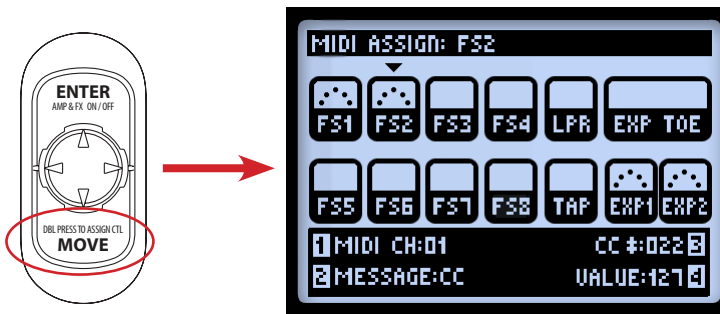 ENTER
AMP & FX ON / OFF
DBL PRESS TO ASSIGN CTL
MOVE
MIDI ASSIGN: FS2
FS1 FS2 FS3 FS4 LPR EXP TOE
FS5 FS6 FS7 FS8 TAP EXP1 EXP2
1 MIDI CH:01 CC #:022 3
2 MESSAGE:CC VALUE:127 4